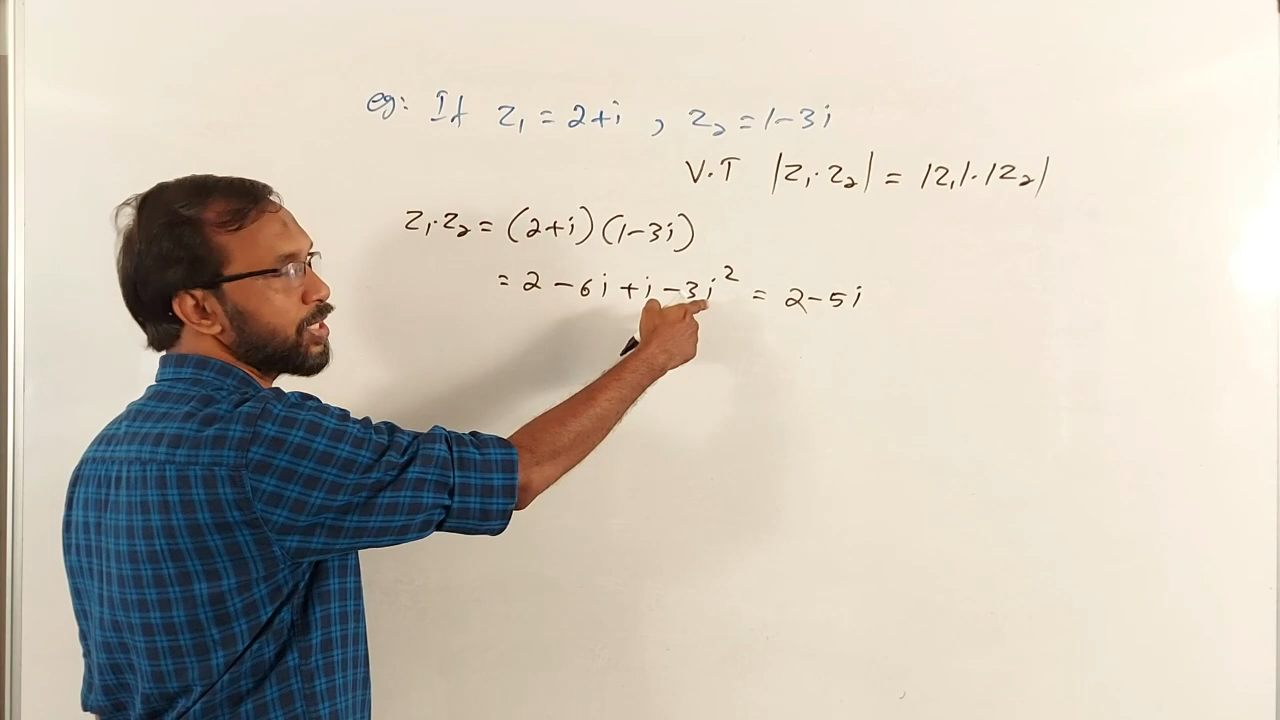 eg: If z₁ = 2+i , z₂ = 1-3i
V.T |z₁·z₂| = |z₁|·|z₂|
z₁·z₂ = (2+i)(1-3i)
= 2 - 6i + i - 3i² = 2-5i